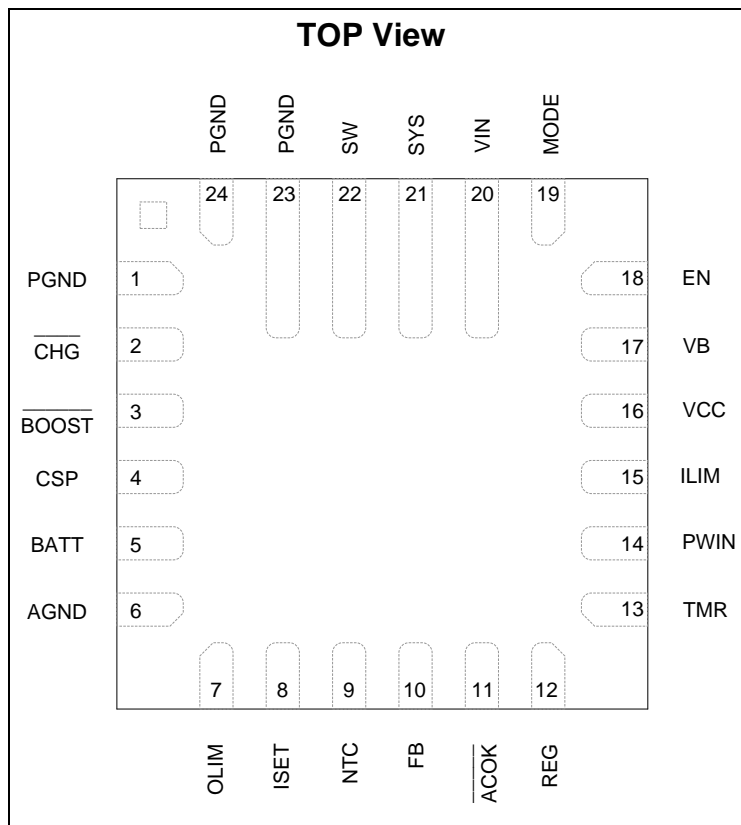 TOP View
PGND PGND SW SYS VIN MODE
24 23 22 21 20 19
PGND 1 18 EN
CHG 2 17 VB
BOOST 3 16 VCC
CSP 4 15 ILIM
BATT 5 14 PWIN
AGND 6 13 TMR
7 8 9 10 11 12
OLIM ISET NTC FB ACOK REG